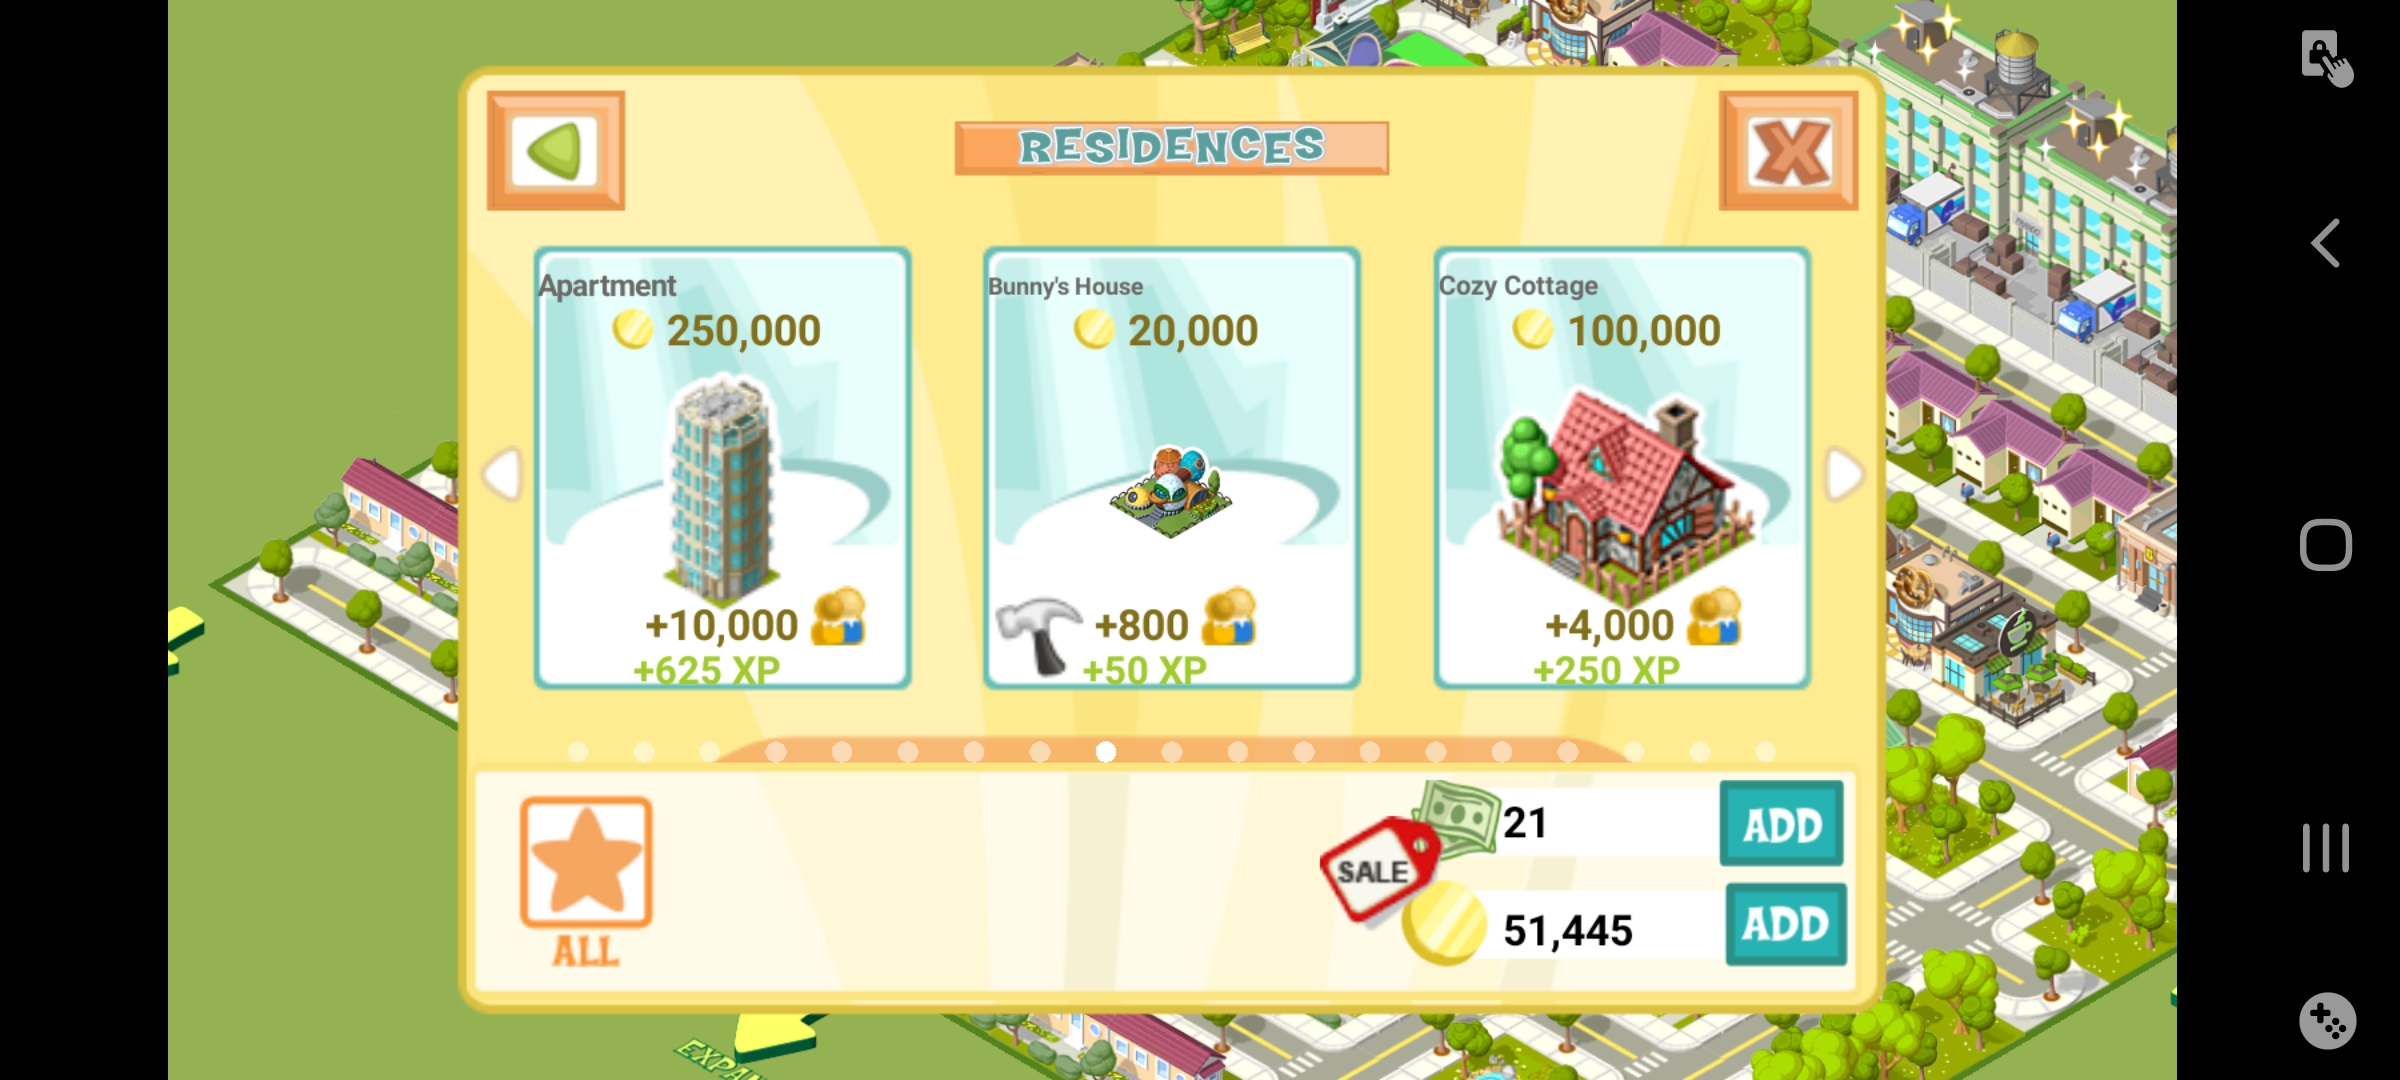 RESIDENCES
X
Apartment
250,000
+10,000
+625 XP
Bunny's House
20,000
+800
+50 XP
Cozy Cottage
100,000
+4,000
+250 XP
ALL
SALE
21
ADD
51,445
ADD